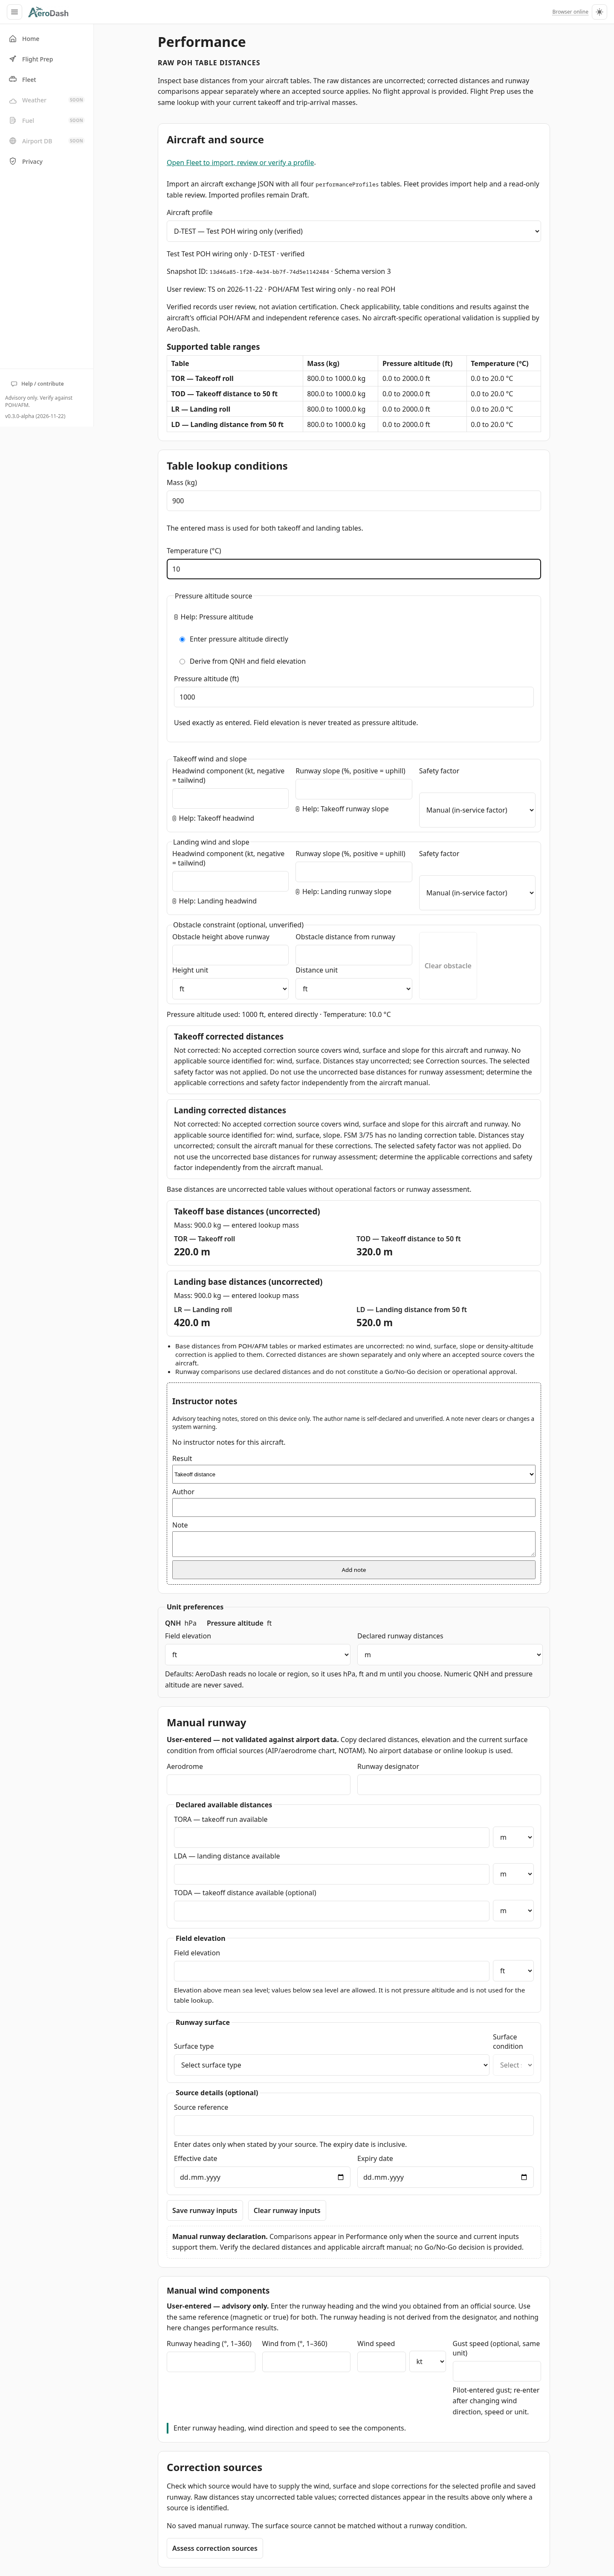 AeroDash
Browser online
Home
Flight Prep
Fleet
Weather SOON
Fuel SOON
Airport DB SOON
Privacy
Help / contribute
Advisory only. Verify against
POH/AFM.
v0.3.0-alpha (2026-11-22)
Performance
RAW POH TABLE DISTANCES
Inspect base distances from your aircraft tables. The raw distances are uncorrected; corrected distances and runway
comparisons appear separately where an accepted source applies. No flight approval is provided. Flight Prep uses the
same lookup with your current takeoff and trip-arrival masses.
Aircraft and source
Open Fleet to import, review or verify a profile.
Import an aircraft exchange JSON with all four performanceProfiles tables. Fleet provides import help and a read-only
table review. Imported profiles remain Draft.
Aircraft profile
D-TEST — Test POH wiring only (verified)
Test Test POH wiring only · D-TEST · verified
Snapshot ID: 13d46a85-1f28-4e34-bb7f-74d5e1142484 · Schema version 3
User review: TS on 2026-11-22 · POH/AFM Test wiring only - no real POH
Verified records user review, not aviation certification. Check applicability, table conditions and results against the
aircraft's official POH/AFM and independent reference cases. No aircraft-specific operational validation is supplied by
AeroDash.
Supported table ranges
Table Mass (kg) Pressure altitude (ft) Temperature (°C)
TOR — Takeoff roll 800.0 to 1000.0 kg 0.0 to 2000.0 ft 0.0 to 20.0 °C
TOD — Takeoff distance to 50 ft 800.0 to 1000.0 kg 0.0 to 2000.0 ft 0.0 to 20.0 °C
LR — Landing roll 800.0 to 1000.0 kg 0.0 to 2000.0 ft 0.0 to 20.0 °C
LD — Landing distance from 50 ft 800.0 to 1000.0 kg 0.0 to 2000.0 ft 0.0 to 20.0 °C
Table lookup conditions
Mass (kg)
900
The entered mass is used for both takeoff and landing tables.
Temperature (°C)
10
Pressure altitude source
Help: Pressure altitude
Enter pressure altitude directly
Derive from QNH and field elevation
Pressure altitude (ft)
1000
Used exactly as entered. Field elevation is never treated as pressure altitude.
Takeoff wind and slope
Headwind component (kt, negative
= tailwind)
Help: Takeoff headwind
Runway slope (%, positive = uphill)
Help: Takeoff runway slope
Safety factor
Manual (in-service factor)
Landing wind and slope
Headwind component (kt, negative
= tailwind)
Help: Landing headwind
Runway slope (%, positive = uphill)
Help: Landing runway slope
Safety factor
Manual (in-service factor)
Obstacle constraint (optional, unverified)
Obstacle height above runway
Obstacle distance from runway
Clear obstacle
Height unit
ft
Distance unit
ft
Pressure altitude used: 1000 ft, entered directly · Temperature: 10.0 °C
Takeoff corrected distances
Not corrected: No accepted correction source covers wind, surface and slope for this aircraft and runway. No
applicable source identified for: wind, surface. Distances stay uncorrected; see Correction sources. The selected
safety factor was not applied. Do not use the uncorrected base distances for runway assessment; determine the
applicable corrections and safety factor independently from the aircraft manual.
Landing corrected distances
Not corrected: No accepted correction source covers wind, surface and slope for this aircraft and runway. No
applicable source identified for: wind, surface, slope. FSM 3/75 has no landing correction table. Distances stay
uncorrected; consult the aircraft manual for these corrections. The selected safety factor was not applied. Do
not use the uncorrected base distances for runway assessment; determine the applicable corrections and safety
factor independently from the aircraft manual.
Base distances are uncorrected table values without operational factors or runway assessment.
Takeoff base distances (uncorrected)
Mass: 900.0 kg — entered lookup mass
TOR — Takeoff roll
220.0 m
TOD — Takeoff distance to 50 ft
320.0 m
Landing base distances (uncorrected)
Mass: 900.0 kg — entered lookup mass
LR — Landing roll
420.0 m
LD — Landing distance from 50 ft
520.0 m
• Base distances from POH/AFM tables or marked estimates are uncorrected: no wind, surface, slope or density-altitude
correction is applied to them. Corrected distances are shown separately and only where an accepted source covers the
aircraft.
• Runway comparisons use declared distances and do not constitute a Go/No-Go decision or operational approval.
Instructor notes
Advisory teaching notes, stored on this device only. The author name is self-declared and unverified. A note never clears or changes a
system warning.
No instructor notes for this aircraft.
Result
Takeoff distance
Author
Note
Add note
Unit preferences
QNH hPa Pressure altitude ft
Field elevation
ft
Declared runway distances
m
Defaults: AeroDash reads no locale or region, so it uses hPa, ft and m until you choose. Numeric QNH and pressure
altitude are never saved.
Manual runway
User-entered — not validated against airport data. Copy declared distances, elevation and the current surface
condition from official sources (AIP/aerodrome chart, NOTAM). No airport database or online lookup is used.
Aerodrome
Runway designator
Declared available distances
TORA — takeoff run available
m
LDA — landing distance available
m
TODA — takeoff distance available (optional)
m
Field elevation
Field elevation
ft
Elevation above mean sea level; values below sea level are allowed. It is not pressure altitude and is not used for the
table lookup.
Runway surface
Surface type
Select surface type
Surface
condition
Select
Source details (optional)
Source reference
Enter dates only when stated by your source. The expiry date is inclusive.
Effective date
dd.mm.yyyy
Expiry date
dd.mm.yyyy
Save runway inputs
Clear runway inputs
Manual runway declaration. Comparisons appear in Performance only when the source and current inputs
support them. Verify the declared distances and applicable aircraft manual; no Go/No-Go decision is provided.
Manual wind components
User-entered — advisory only. Enter the runway heading and the wind you obtained from an official source. Use
the same reference (magnetic or true) for both. The runway heading is not derived from the designator, and nothing
here changes performance results.
Runway heading (°, 1–360)
Wind from (°, 1–360)
Wind speed
kt
Gust speed (optional, same
unit)
Pilot-entered gust; re-enter
after changing wind
direction, speed or unit.
Enter runway heading, wind direction and speed to see the components.
Correction sources
Check which source would have to supply the wind, surface and slope corrections for the selected profile and saved
runway. Raw distances stay uncorrected table values; corrected distances appear in the results above only where a
source is identified.
No saved manual runway. The surface source cannot be matched without a runway condition.
Assess correction sources